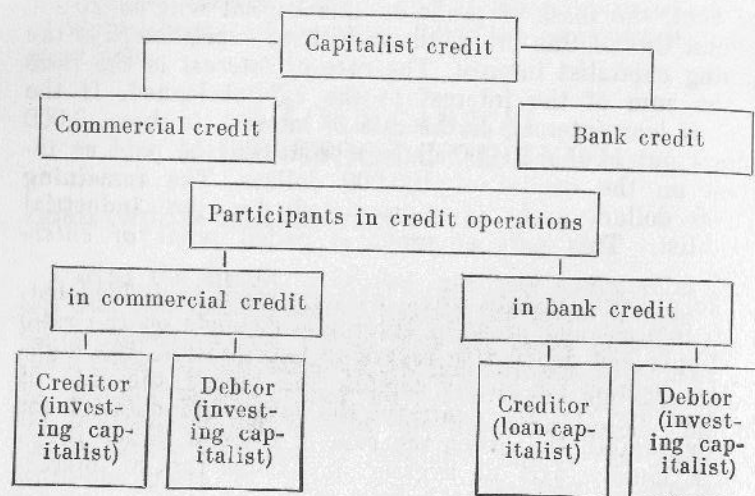 Capitalist credit
Commercial credit
Bank credit
Participants in credit operations
in commercial credit
in bank credit
Creditor
(invest-
ing cap-
italist)
Debtor
(invest-
ing cap-
italist)
Creditor
(loan cap-
italist)
Debtor
(invest-
ing cap-
italist)